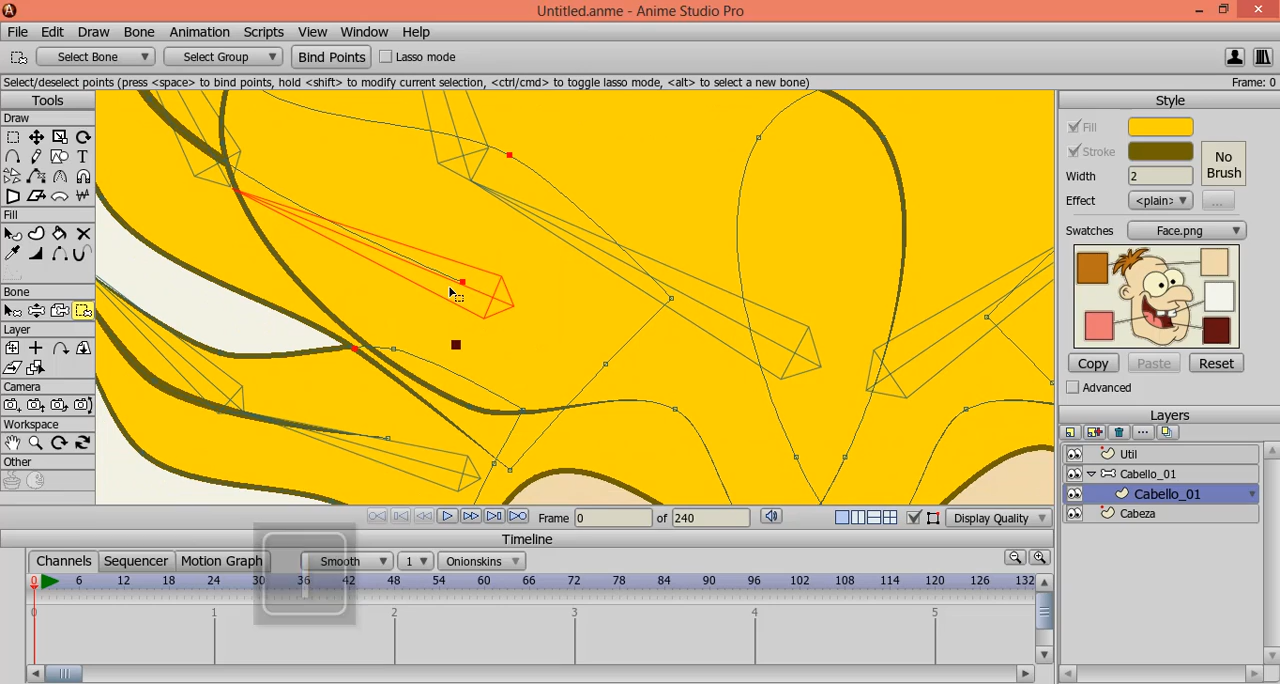 Untitled.anme - Anime Studio Pro
File Edit Draw Bone Animation Scripts View Window Help
Select Bone Select Group Bind Points Lasso mode
Select/deselect points (press <space> to bind points, hold <shift> to modify current selection, <ctrl/cmd> to toggle lasso mode, <alt> to select a new bone) Frame: 0
Tools
Draw
Fill
Bone
Layer
Camera
Workspace
Other
Style
Fill
Stroke
No Brush
Width 2
Effect <plain> ...
Swatches Face.png
Copy Paste Reset
Advanced
Layers
Util
Cabello_01
Cabello_01
Cabeza
Frame 0 of 240 Display Quality
Timeline
Channels Sequencer Motion Graph Smooth 1 Onionskins
0 6 12 18 24 30 36 42 48 54 60 66 72 78 84 90 96 102 108 114 120 126 132
0 1 2 3 4 5